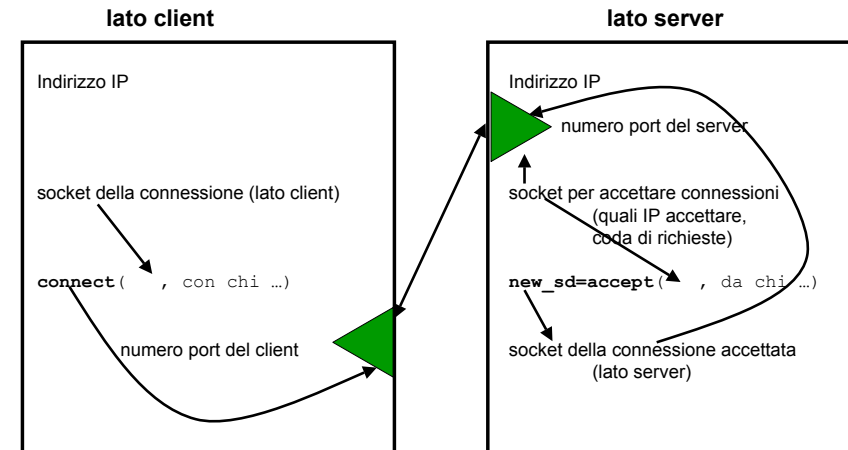 lato client
Indirizzo IP
socket della connessione (lato client)
connect( , con chi …)
numero port del client
lato server
Indirizzo IP
numero port del server
socket per accettare connessioni
(quali IP accettare,
coda di richieste)
new_sd=accept( , da chi …)
socket della connessione accettata
(lato server)